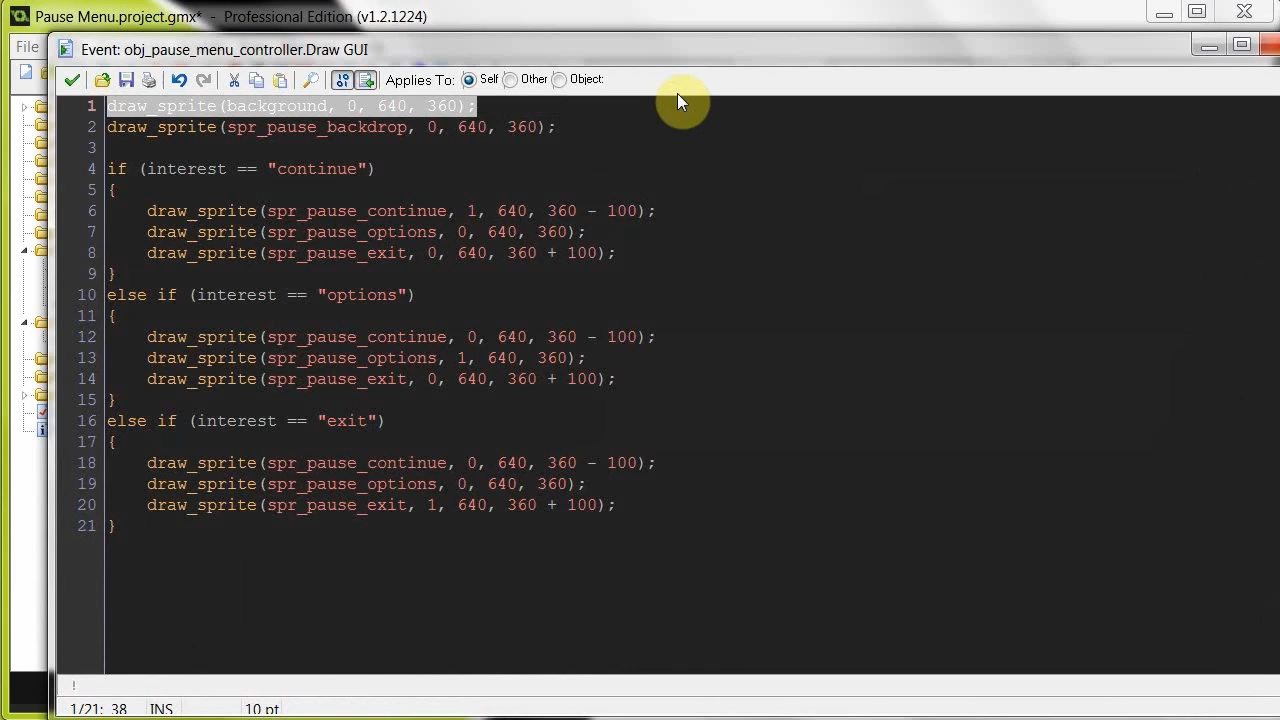 Pause Menu.project.gmx*  -  Professional Edition (v1.2.1224)
File
Event: obj_pause_menu_controller.Draw GUI
Applies To: Self Other Object:
1 draw_sprite(background, 0, 640, 360);
2 draw_sprite(spr_pause_backdrop, 0, 640, 360);
3
4 if (interest == "continue")
5 {
6     draw_sprite(spr_pause_continue, 1, 640, 360 - 100);
7     draw_sprite(spr_pause_options, 0, 640, 360);
8     draw_sprite(spr_pause_exit, 0, 640, 360 + 100);
9 }
10 else if (interest == "options")
11 {
12     draw_sprite(spr_pause_continue, 0, 640, 360 - 100);
13     draw_sprite(spr_pause_options, 1, 640, 360);
14     draw_sprite(spr_pause_exit, 0, 640, 360 + 100);
15 }
16 else if (interest == "exit")
17 {
18     draw_sprite(spr_pause_continue, 0, 640, 360 - 100);
19     draw_sprite(spr_pause_options, 0, 640, 360);
20     draw_sprite(spr_pause_exit, 1, 640, 360 + 100);
21 }
!
1/21: 38 INS 10 pt